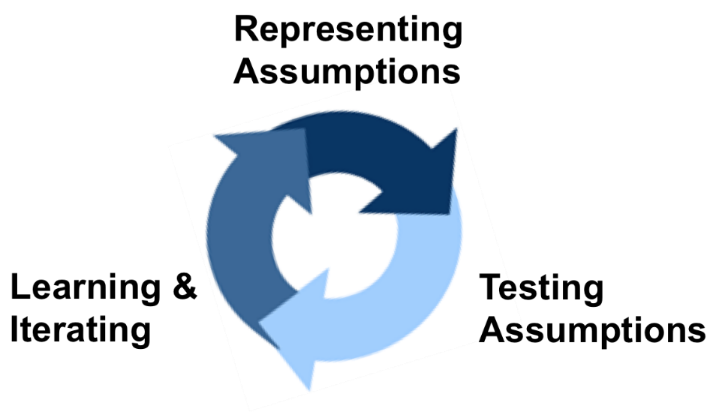 Representing
Assumptions
Learning &
Iterating
Testing
Assumptions